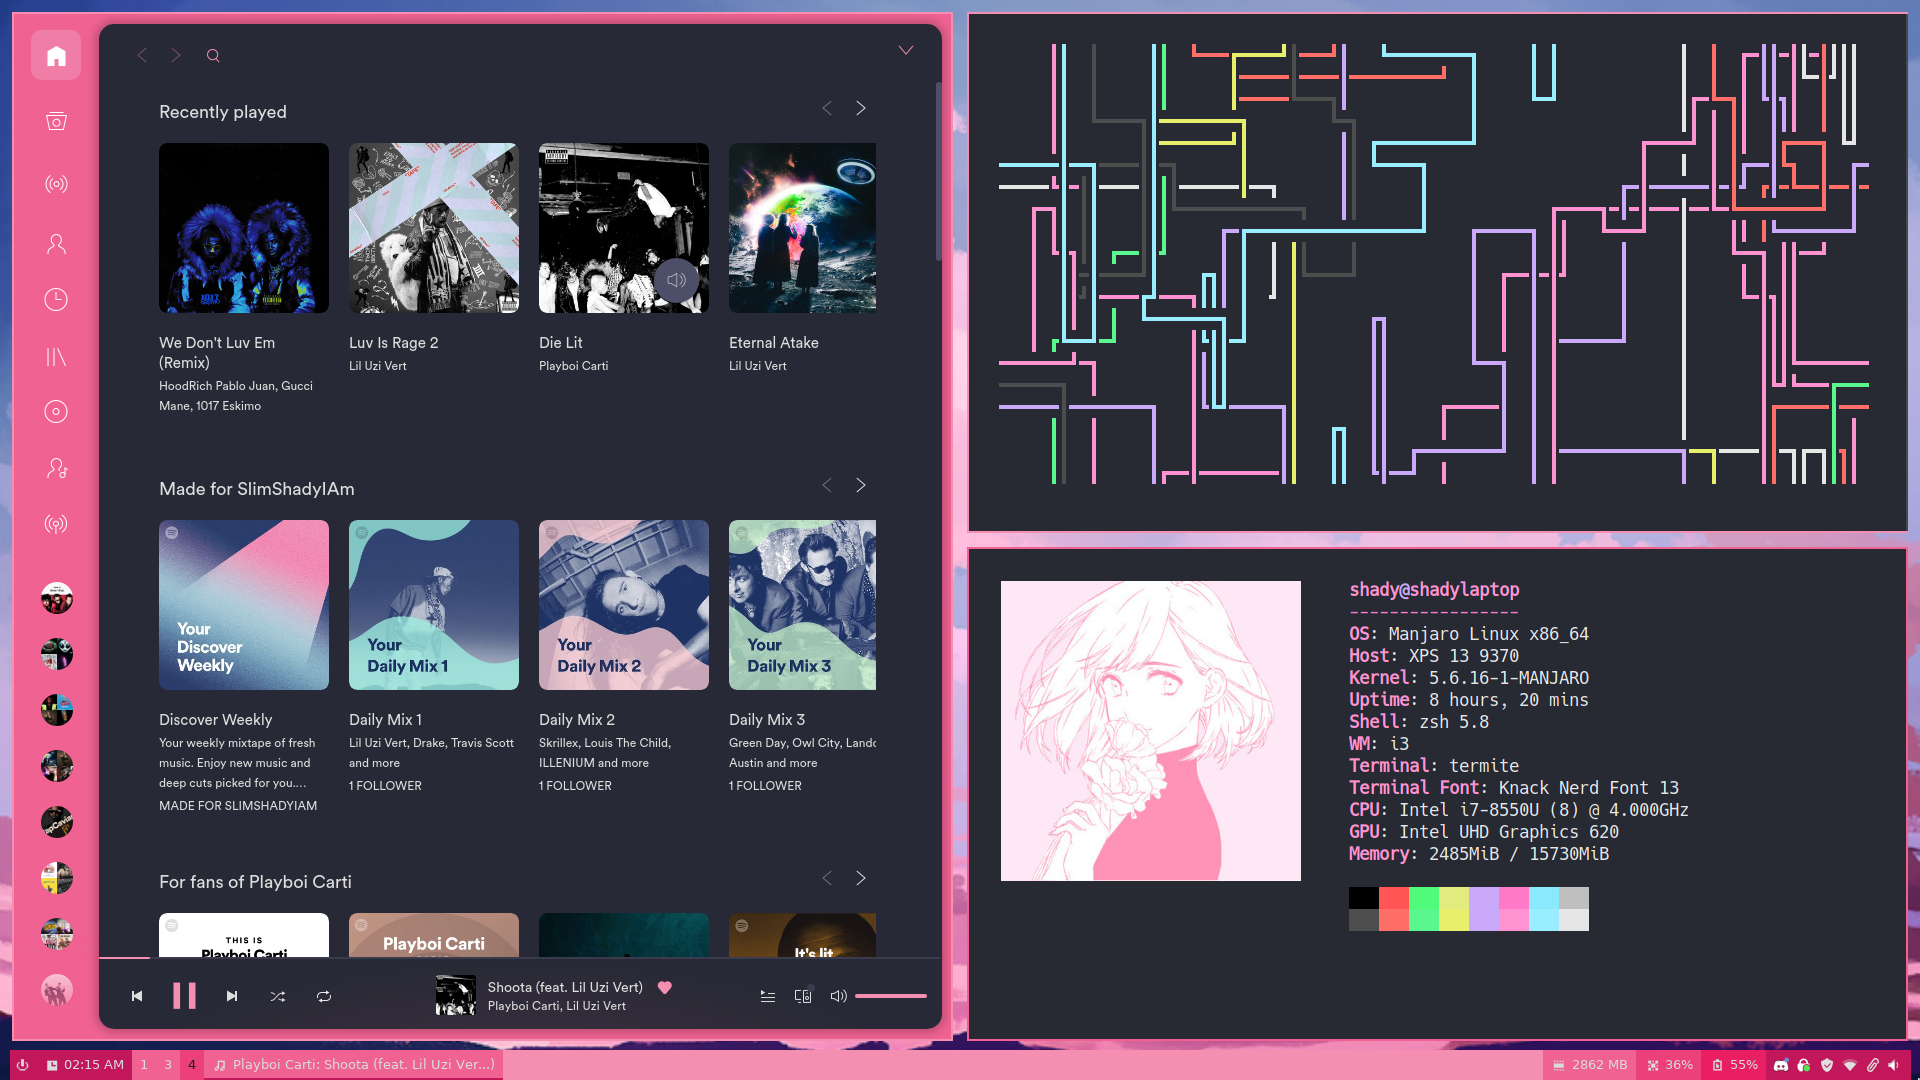 Recently played
We Don't Luv Em
(Remix)
HoodRich Pablo Juan, Gucci
Mane, 1017 Eskimo
Luv Is Rage 2
Lil Uzi Vert
Die Lit
Playboi Carti
Eternal Atake
Lil Uzi Vert
Made for SlimShadyIAm
Your
Discover
Weekly
Your
Daily Mix 1
Your
Daily Mix 2
Your
Daily Mix 3
Discover Weekly
Your weekly mixtape of fresh
music. Enjoy new music and
deep cuts picked for you....
MADE FOR SLIMSHADYIAM
Daily Mix 1
Lil Uzi Vert, Drake, Travis Scott
and more
1 FOLLOWER
Daily Mix 2
Skrillex, Louis The Child,
ILLENIUM and more
1 FOLLOWER
Daily Mix 3
Green Day, Owl City, Lando
Austin and more
1 FOLLOWER
For fans of Playboi Carti
THIS IS
Playboi Carti
Playboi Carti
It's lit
Shoota (feat. Lil Uzi Vert)
Playboi Carti, Lil Uzi Vert
shady@shadylaptop
-----------------
OS: Manjaro Linux x86_64
Host: XPS 13 9370
Kernel: 5.6.16-1-MANJARO
Uptime: 8 hours, 20 mins
Shell: zsh 5.8
WM: i3
Terminal: termite
Terminal Font: Knack Nerd Font 13
CPU: Intel i7-8550U (8) @ 4.000GHz
GPU: Intel UHD Graphics 620
Memory: 2485MiB / 15730MiB
02:15 AM
1 3 4
Playboi Carti: Shoota (feat. Lil Uzi Ver...)
2862 MB
36%
55%